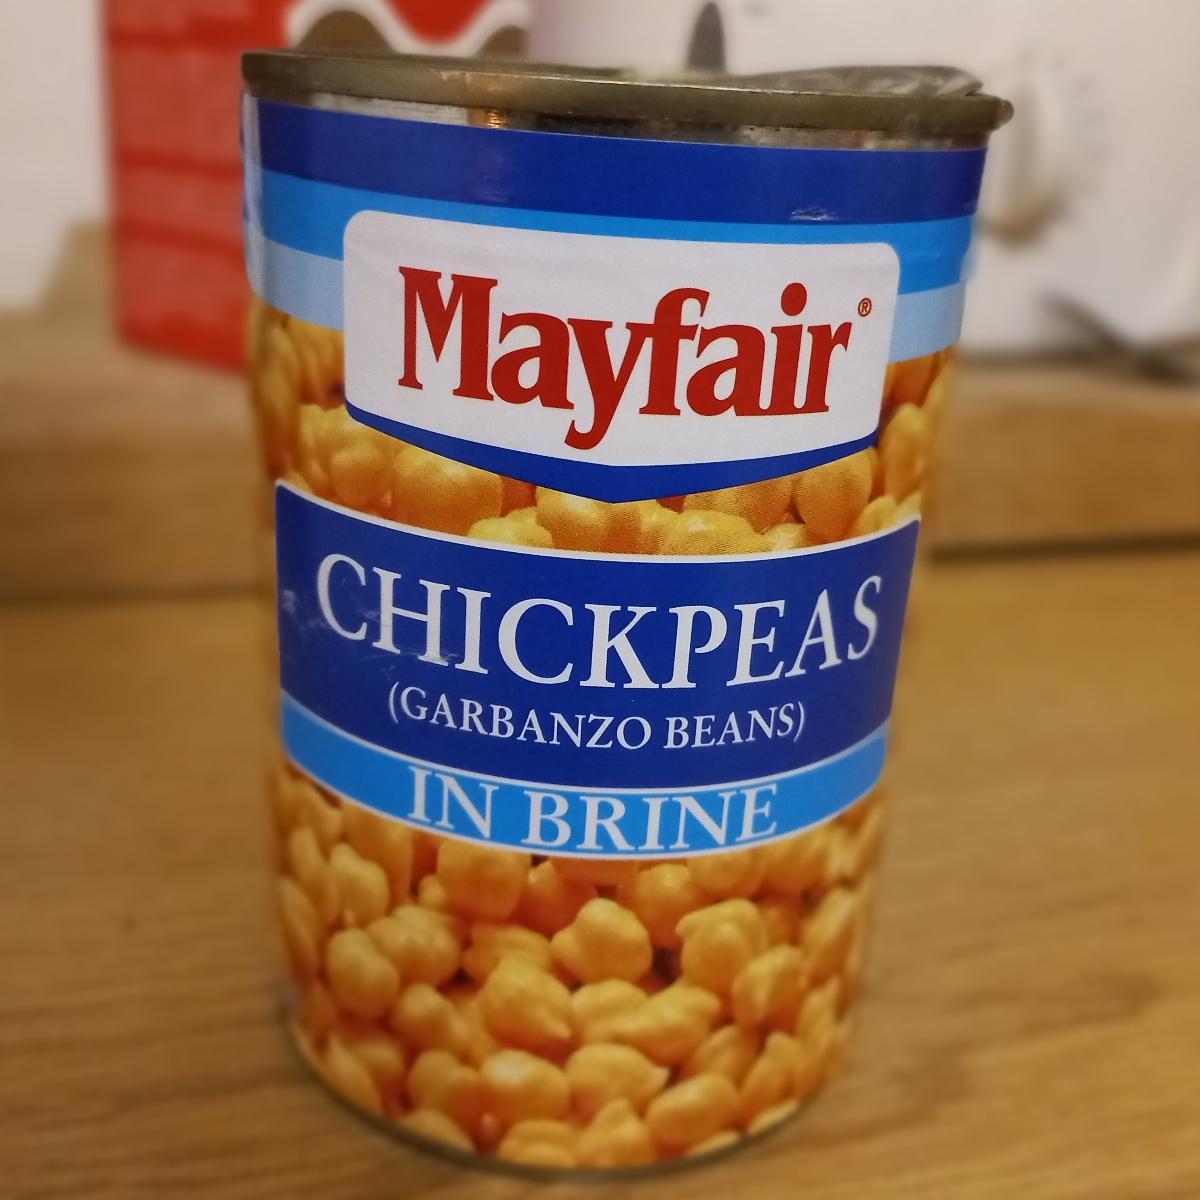 Mayfair®
CHICKPEAS
(GARBANZO BEANS)
IN BRINE